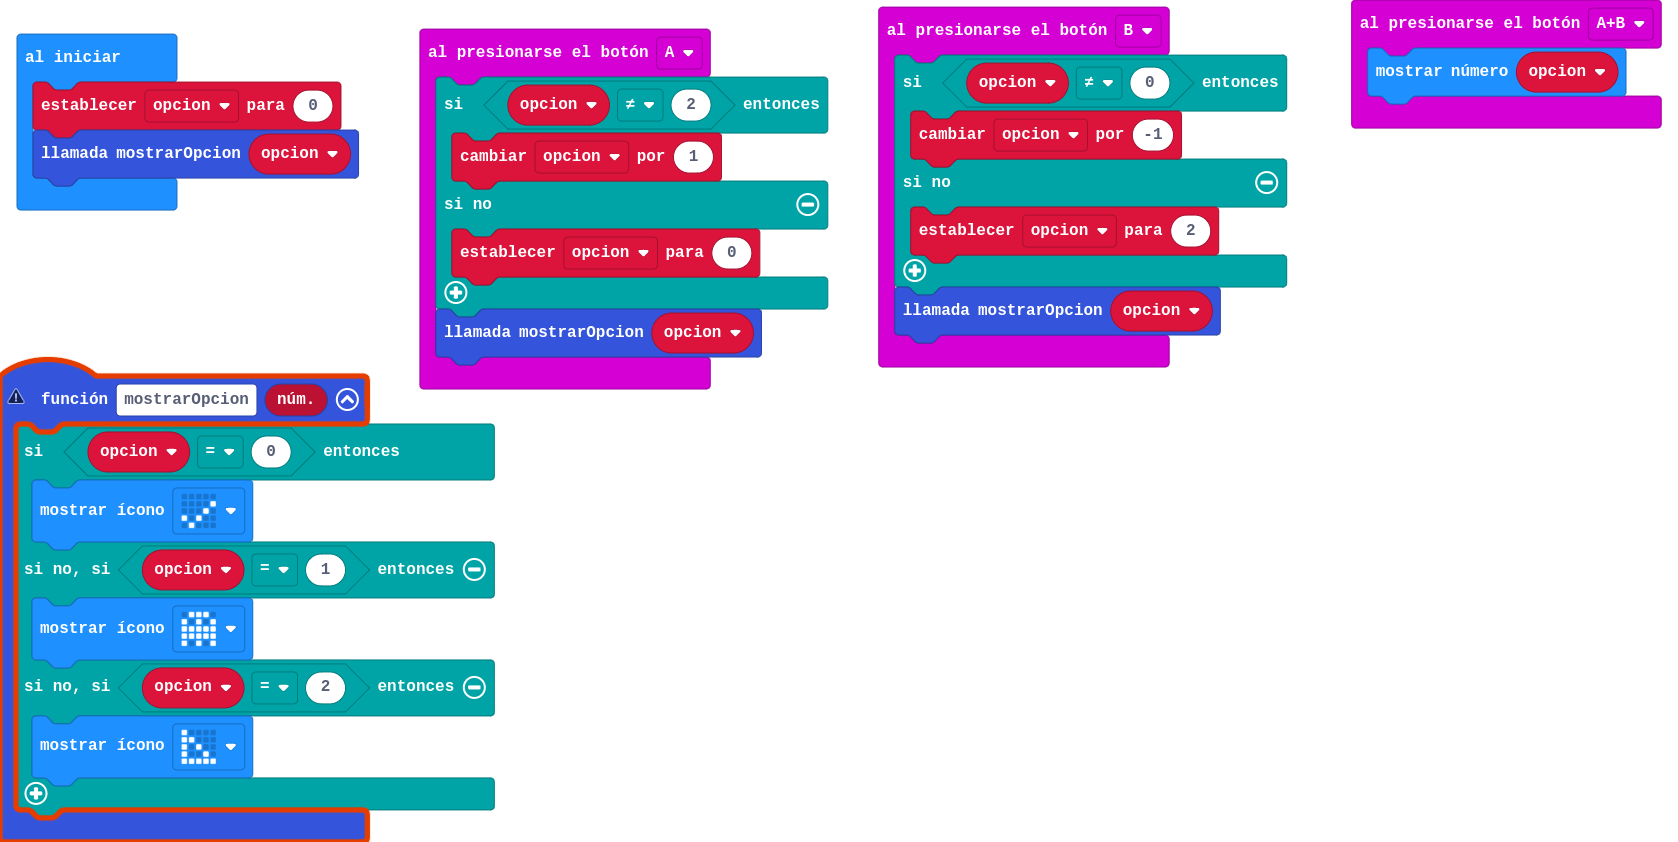 al iniciar
establecer opcion para 0
llamada mostrarOpcion opcion
al presionarse el botón A
si opcion ≠ 2 entonces
cambiar opcion por 1
si no
establecer opcion para 0
llamada mostrarOpcion opcion
al presionarse el botón B
si opcion ≠ 0 entonces
cambiar opcion por -1
si no
establecer opcion para 2
llamada mostrarOpcion opcion
al presionarse el botón A+B
mostrar número opcion
función mostrarOpcion núm.
si opcion = 0 entonces
mostrar ícono
si no, si opcion = 1 entonces
mostrar ícono
si no, si opcion = 2 entonces
mostrar ícono